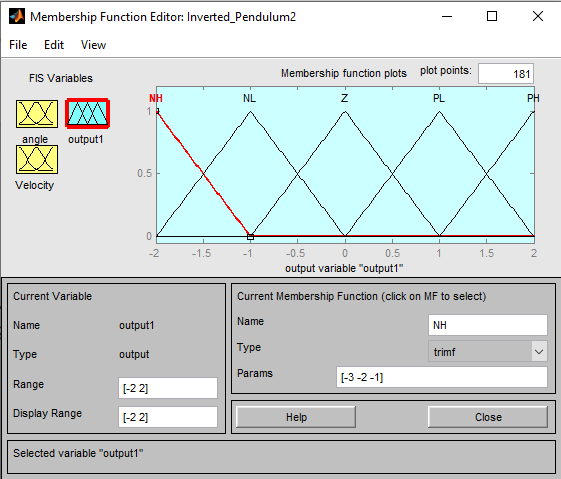 Membership Function Editor: Inverted_Pendulum2
File Edit View
FIS Variables
angle
output1
Velocity
Membership function plots
plot points:
181
NH NL Z PL PH
1
0.5
0
-2 -1.5 -1 -0.5 0 0.5 1 1.5 2
output variable "output1"
Current Variable
Name output1
Type output
Range [-2 2]
Display Range [-2 2]
Current Membership Function (click on MF to select)
Name NH
Type trimf
Params [-3 -2 -1]
Help Close
Selected variable "output1"